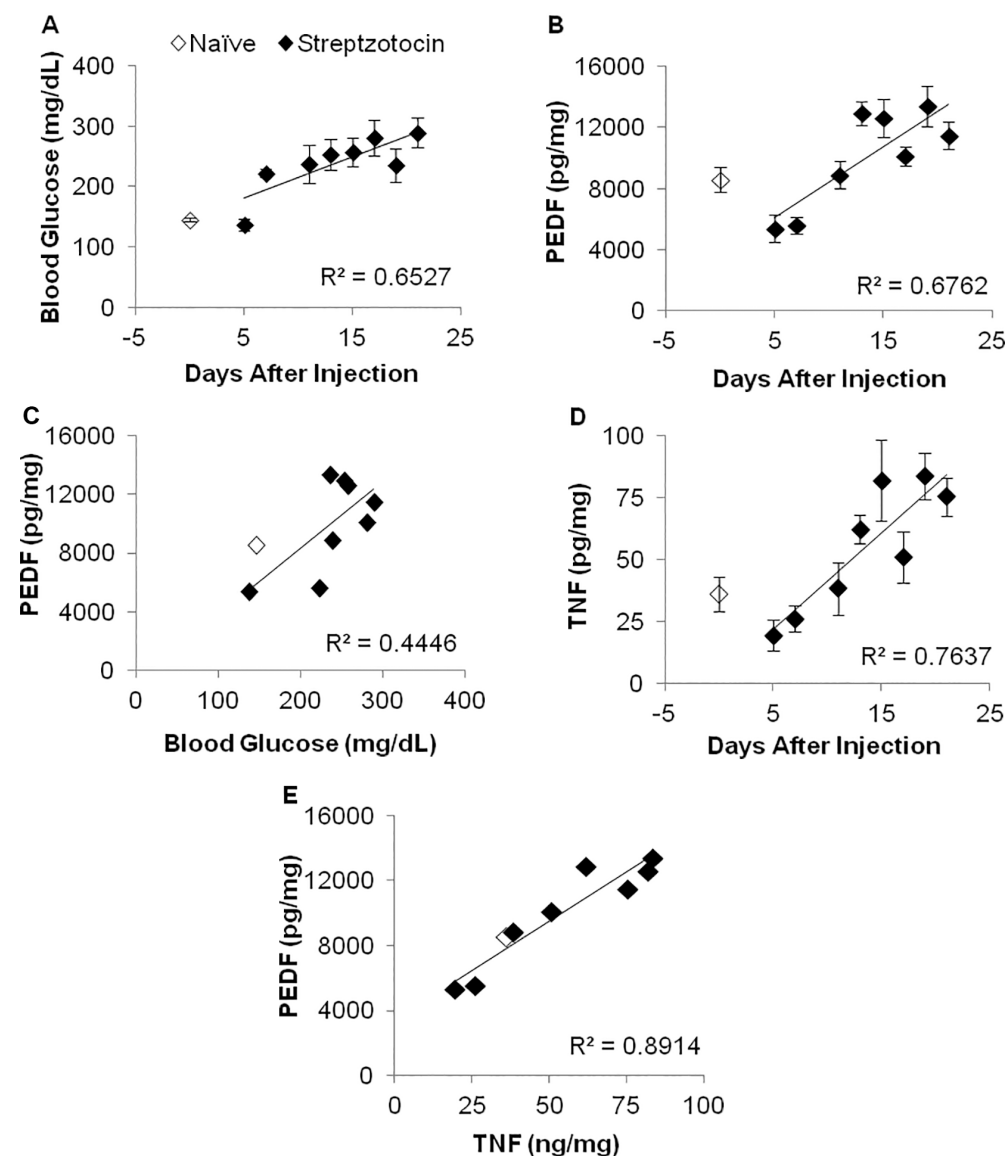 A
◇Naïve ◆Streptzotocin
Blood Glucose (mg/dL)
400
300
200
100
0
-5 5 15 25
R² = 0.6527
Days After Injection
B
PEDF (pg/mg)
16000
12000
8000
4000
0
-5 5 15 25
R² = 0.6762
Days After Injection
C
PEDF (pg/mg)
16000
12000
8000
4000
0
0 100 200 300 400
R² = 0.4446
Blood Glucose (mg/dL)
D
TNF (pg/mg)
100
75
50
25
0
-5 5 15 25
R² = 0.7637
Days After Injection
E
PEDF (pg/mg)
16000
12000
8000
4000
0
0 25 50 75 100
R² = 0.8914
TNF (ng/mg)